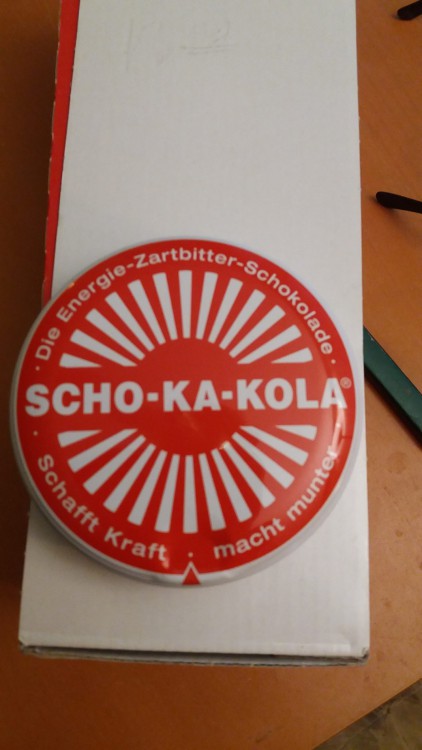 · Die Energie-Zartbitter-Schokolade ·
SCHO-KA-KOLA®
· Schafft Kraft · macht munter ·